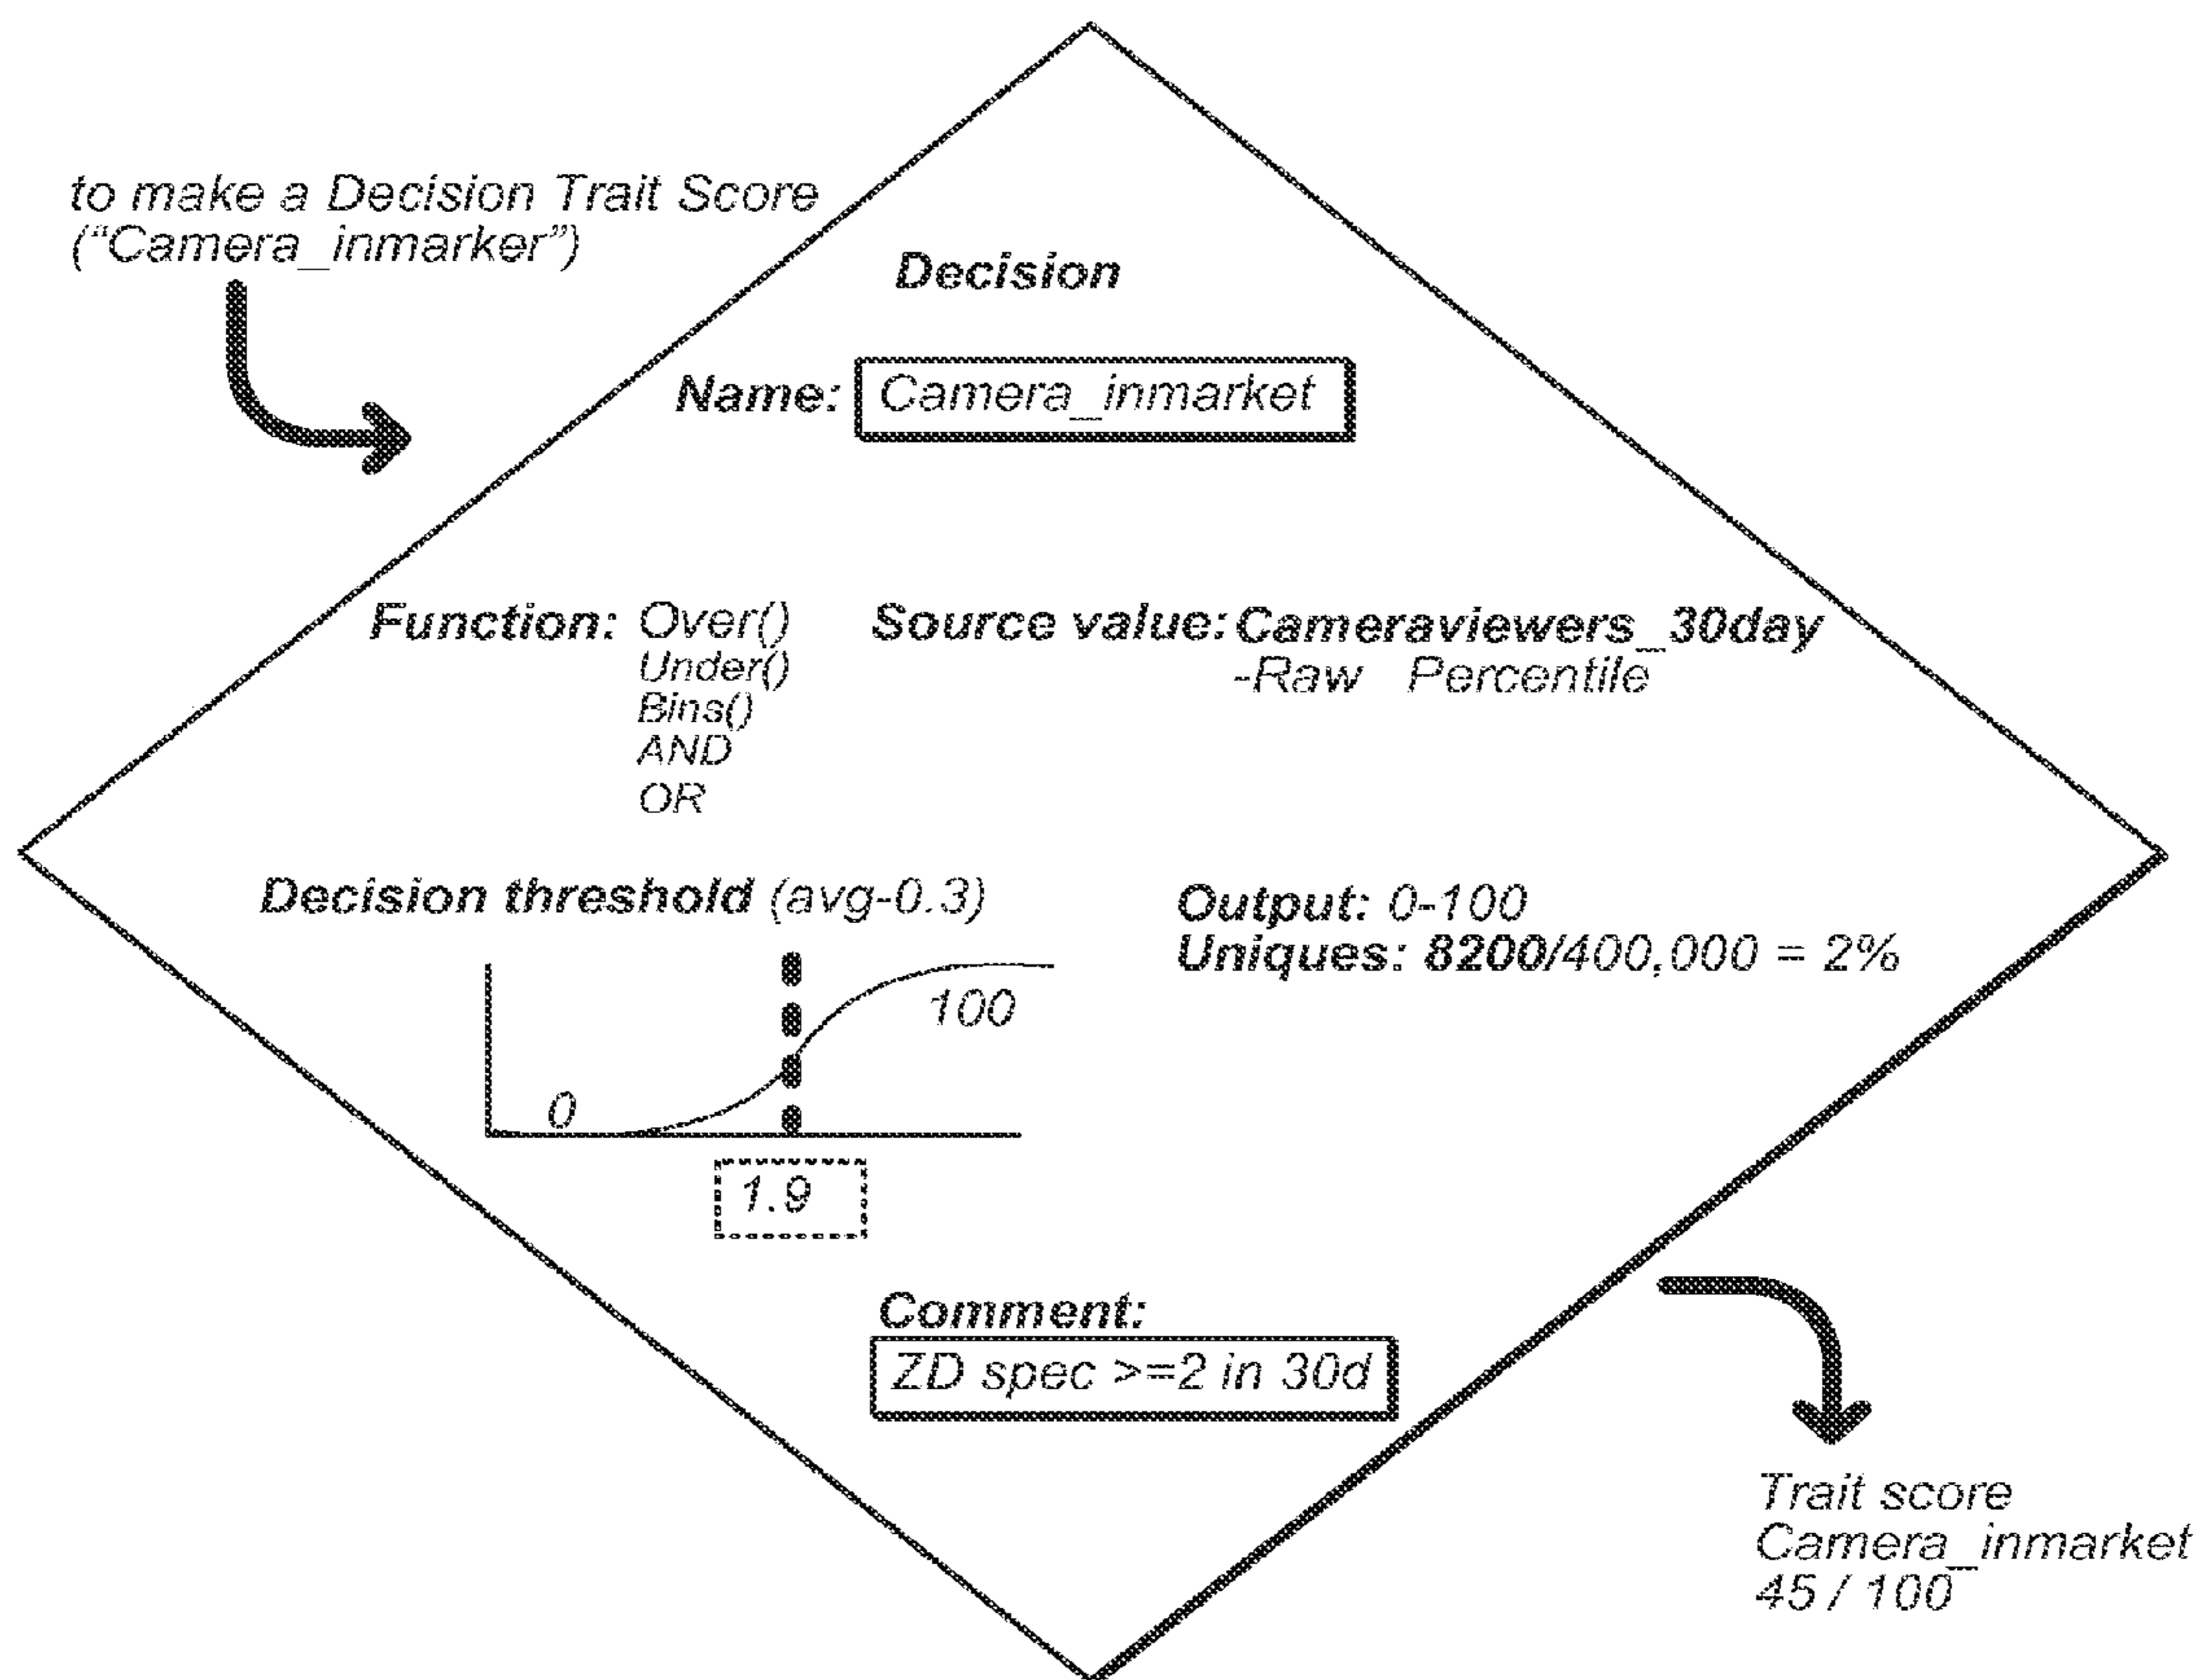 to make a Decision Trait Score
(“Camera_inmarker”)
Decision
Name: Camera_inmarket
Function: Over()
Under()
Bins()
AND
OR
Source value: Cameraviewers_30day
-Raw Percentile
Decision threshold (avg-0.3)
0
100
1.9
Output: 0-100
Uniques: 8200/400,000 = 2%
Comment:
ZD spec >=2 in 30d
Trait score
Camera_inmarket
45 / 100